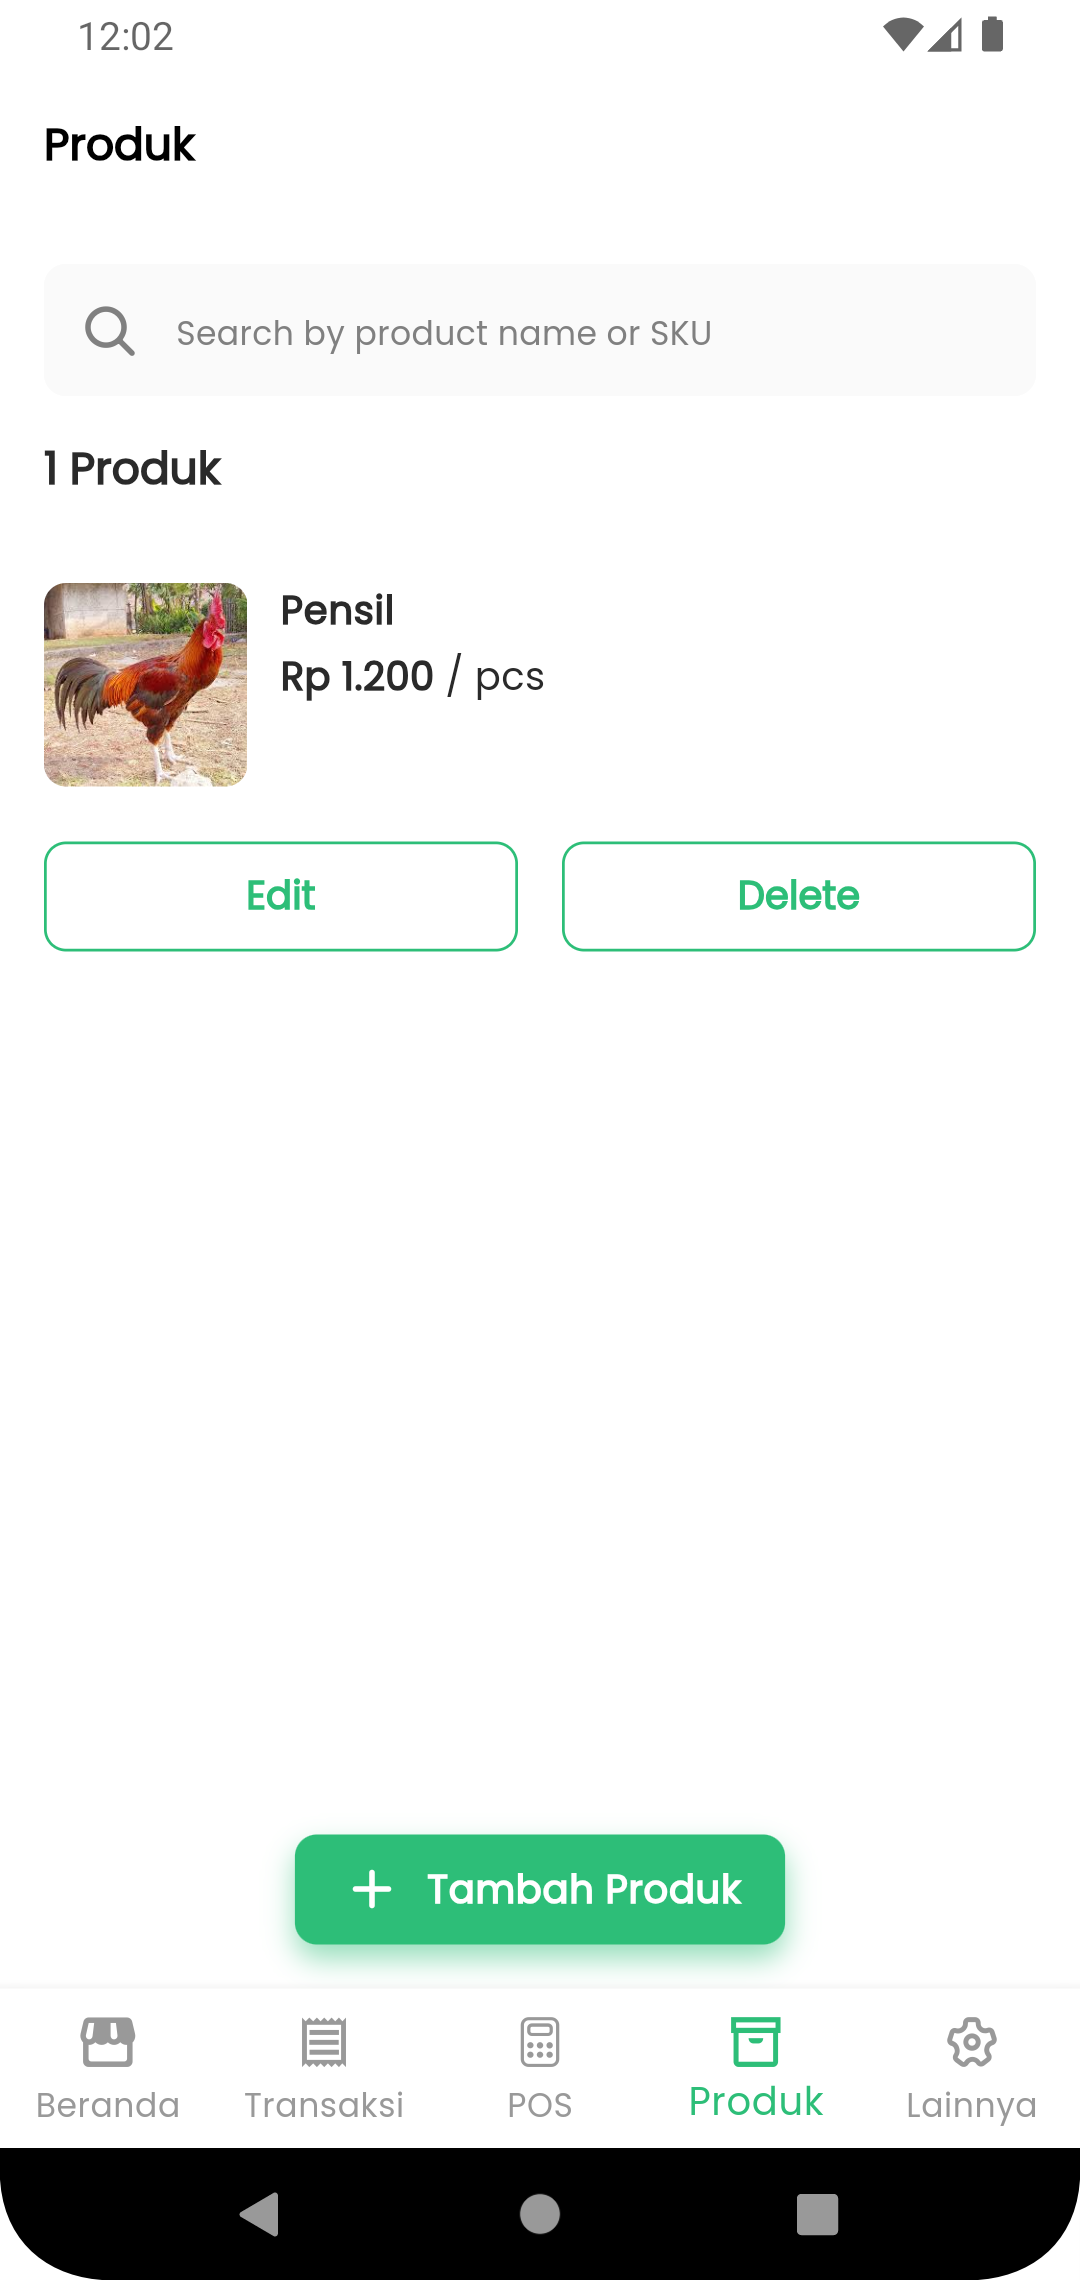 12:02
Produk
Search by product name or SKU
1 Produk
Pensil
Rp 1.200 / pcs
Edit
Delete
Tambah Produk
Beranda
Transaksi
POS
Produk
Lainnya